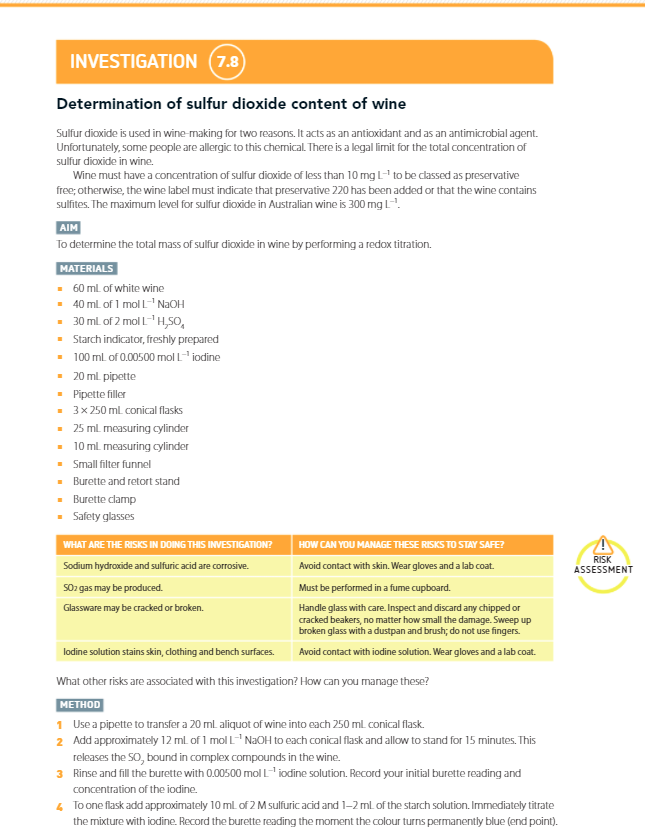 INVESTIGATION 7.8
Determination of sulfur dioxide content of wine
Sulfur dioxide is used in wine-making for two reasons. It acts as an antioxidant and as an antimicrobial agent.
Unfortunately, some people are allergic to this chemical. There is a legal limit for the total concentration of
sulfur dioxide in wine.
Wine must have a concentration of sulfur dioxide of less than 10 mg L⁻¹ to be classed as preservative
free; otherwise, the wine label must indicate that preservative 220 has been added or that the wine contains
sulfites. The maximum level for sulfur dioxide in Australian wine is 300 mg L⁻¹.
AIM
To determine the total mass of sulfur dioxide in wine by performing a redox titration.
MATERIALS
▪ 60 mL of white wine
▪ 40 mL of 1 mol L⁻¹ NaOH
▪ 30 mL of 2 mol L⁻¹ H₂SO₄
▪ Starch indicator, freshly prepared
▪ 100 mL of 0.00500 mol L⁻¹ iodine
▪ 20 mL pipette
▪ Pipette filler
▪ 3 × 250 mL conical flasks
▪ 25 mL measuring cylinder
▪ 10 mL measuring cylinder
▪ Small filter funnel
▪ Burette and retort stand
▪ Burette clamp
▪ Safety glasses
WHAT ARE THE RISKS IN DOING THIS INVESTIGATION? HOW CAN YOU MANAGE THESE RISKS TO STAY SAFE?
Sodium hydroxide and sulfuric acid are corrosive. Avoid contact with skin. Wear gloves and a lab coat.
SO₂ gas may be produced. Must be performed in a fume cupboard.
Glassware may be cracked or broken. Handle glass with care. Inspect and discard any chipped or
cracked beakers, no matter how small the damage. Sweep up
broken glass with a dustpan and brush; do not use fingers.
Iodine solution stains skin, clothing and bench surfaces. Avoid contact with iodine solution. Wear gloves and a lab coat.
!
RISK
ASSESSMENT
What other risks are associated with this investigation? How can you manage these?
METHOD
1 Use a pipette to transfer a 20 mL aliquot of wine into each 250 mL conical flask.
2 Add approximately 12 mL of 1 mol L⁻¹ NaOH to each conical flask and allow to stand for 15 minutes. This
releases the SO₂ bound in complex compounds in the wine.
3 Rinse and fill the burette with 0.00500 mol L⁻¹ iodine solution. Record your initial burette reading and
concentration of the iodine.
4 To one flask add approximately 10 mL of 2 M sulfuric acid and 1–2 mL of the starch solution. Immediately titrate
the mixture with iodine. Record the burette reading the moment the colour turns permanently blue (end point).